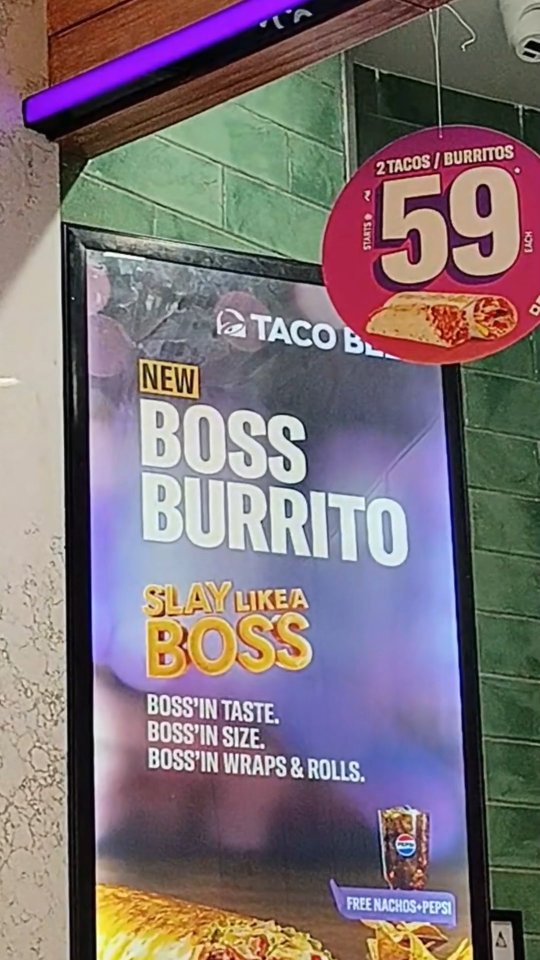 2 TACOS / BURRITOS
STARTS @
59*
EACH
TACO
NEW
BOSS
BURRITO
SLAY LIKE A
BOSS
BOSS'IN TASTE.
BOSS'IN SIZE.
BOSS'IN WRAPS & ROLLS.
PEPSI
FREE NACHOS+PEPSI